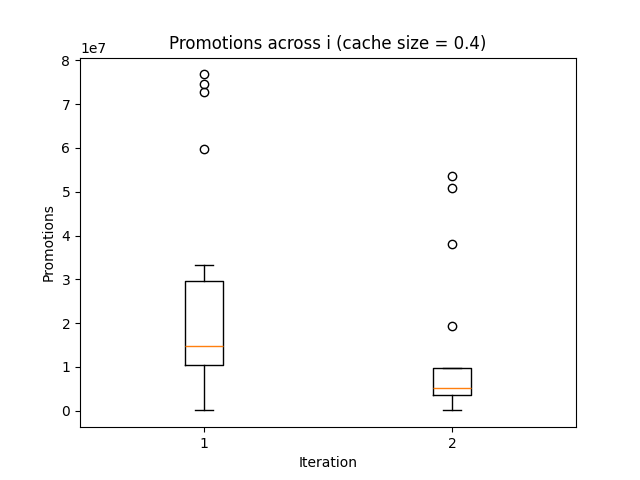 Promotions across i (cache size = 0.4)
1e7
8
7
6
5
4
3
2
1
0
Promotions
1
2
Iteration